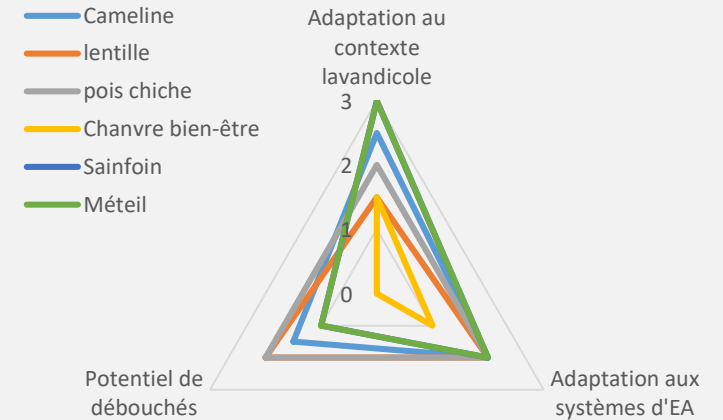 Cameline
lentille
pois chiche
Chanvre bien-être
Sainfoin
Méteil
Adaptation au
contexte
lavandicole
3
2
1
0
Potentiel de
débouchés
Adaptation aux
systèmes d'EA